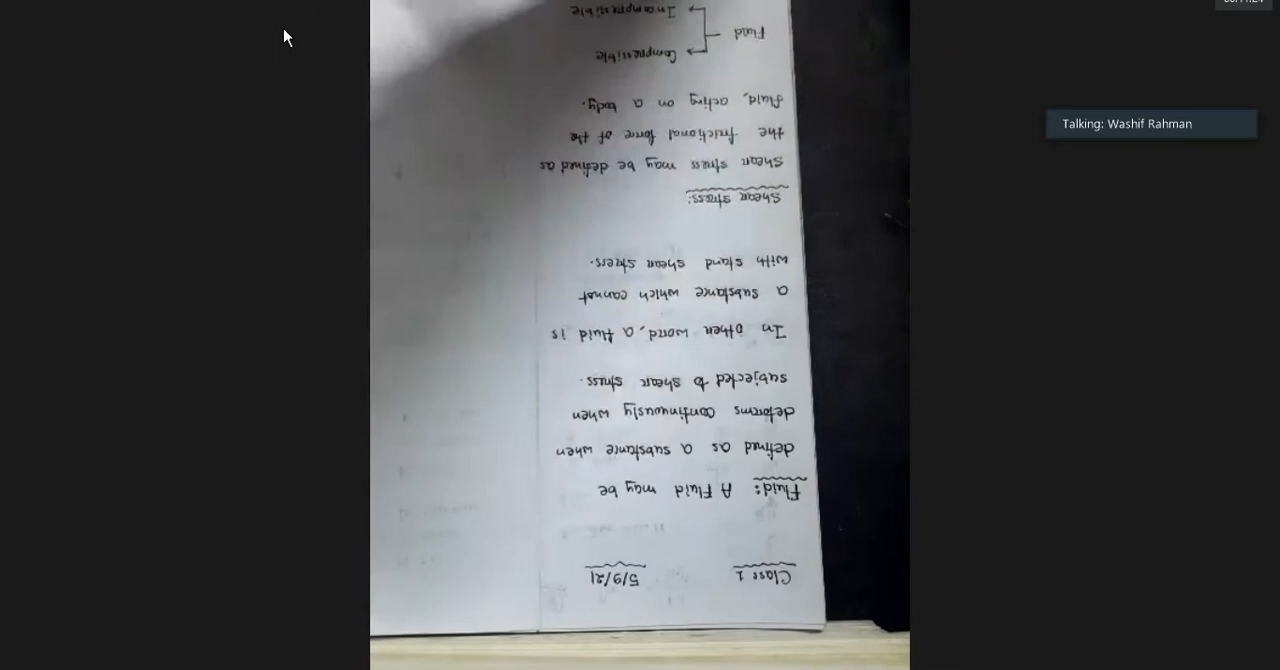 Class 1 5/9/21
Fluid: A Fluid may be
defined as a substance when
deforms continuously when
subjected to shear stress.
In other word, a fluid is
a substance which cannot
with stand shear stress.
Shear stress:
Shear stress may be defined as
the frictional force of the
fluid, acting on a body.
Fluid
Compressible
Incompressible
Talking: Washif Rahman